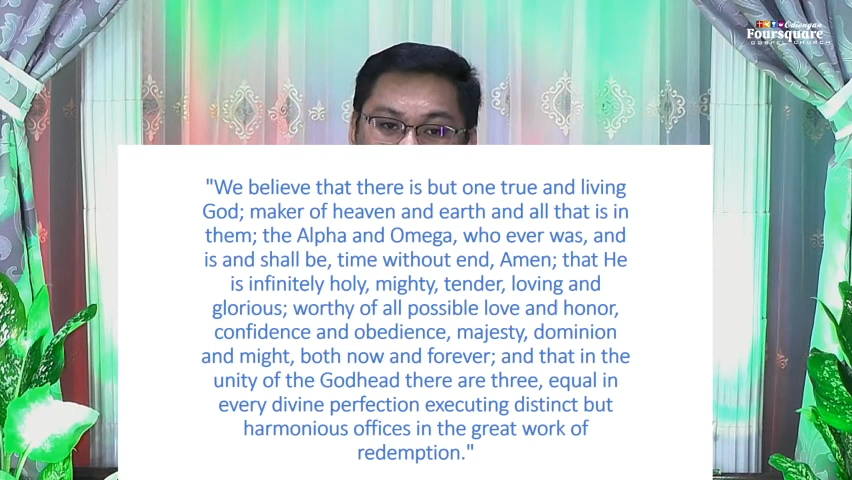 Odiongan
Foursquare
GOSPEL CHURCH
"We believe that there is but one true and living
God; maker of heaven and earth and all that is in
them; the Alpha and Omega, who ever was, and
is and shall be, time without end, Amen; that He
is infinitely holy, mighty, tender, loving and
glorious; worthy of all possible love and honor,
confidence and obedience, majesty, dominion
and might, both now and forever; and that in the
unity of the Godhead there are three, equal in
every divine perfection executing distinct but
harmonious offices in the great work of
redemption."